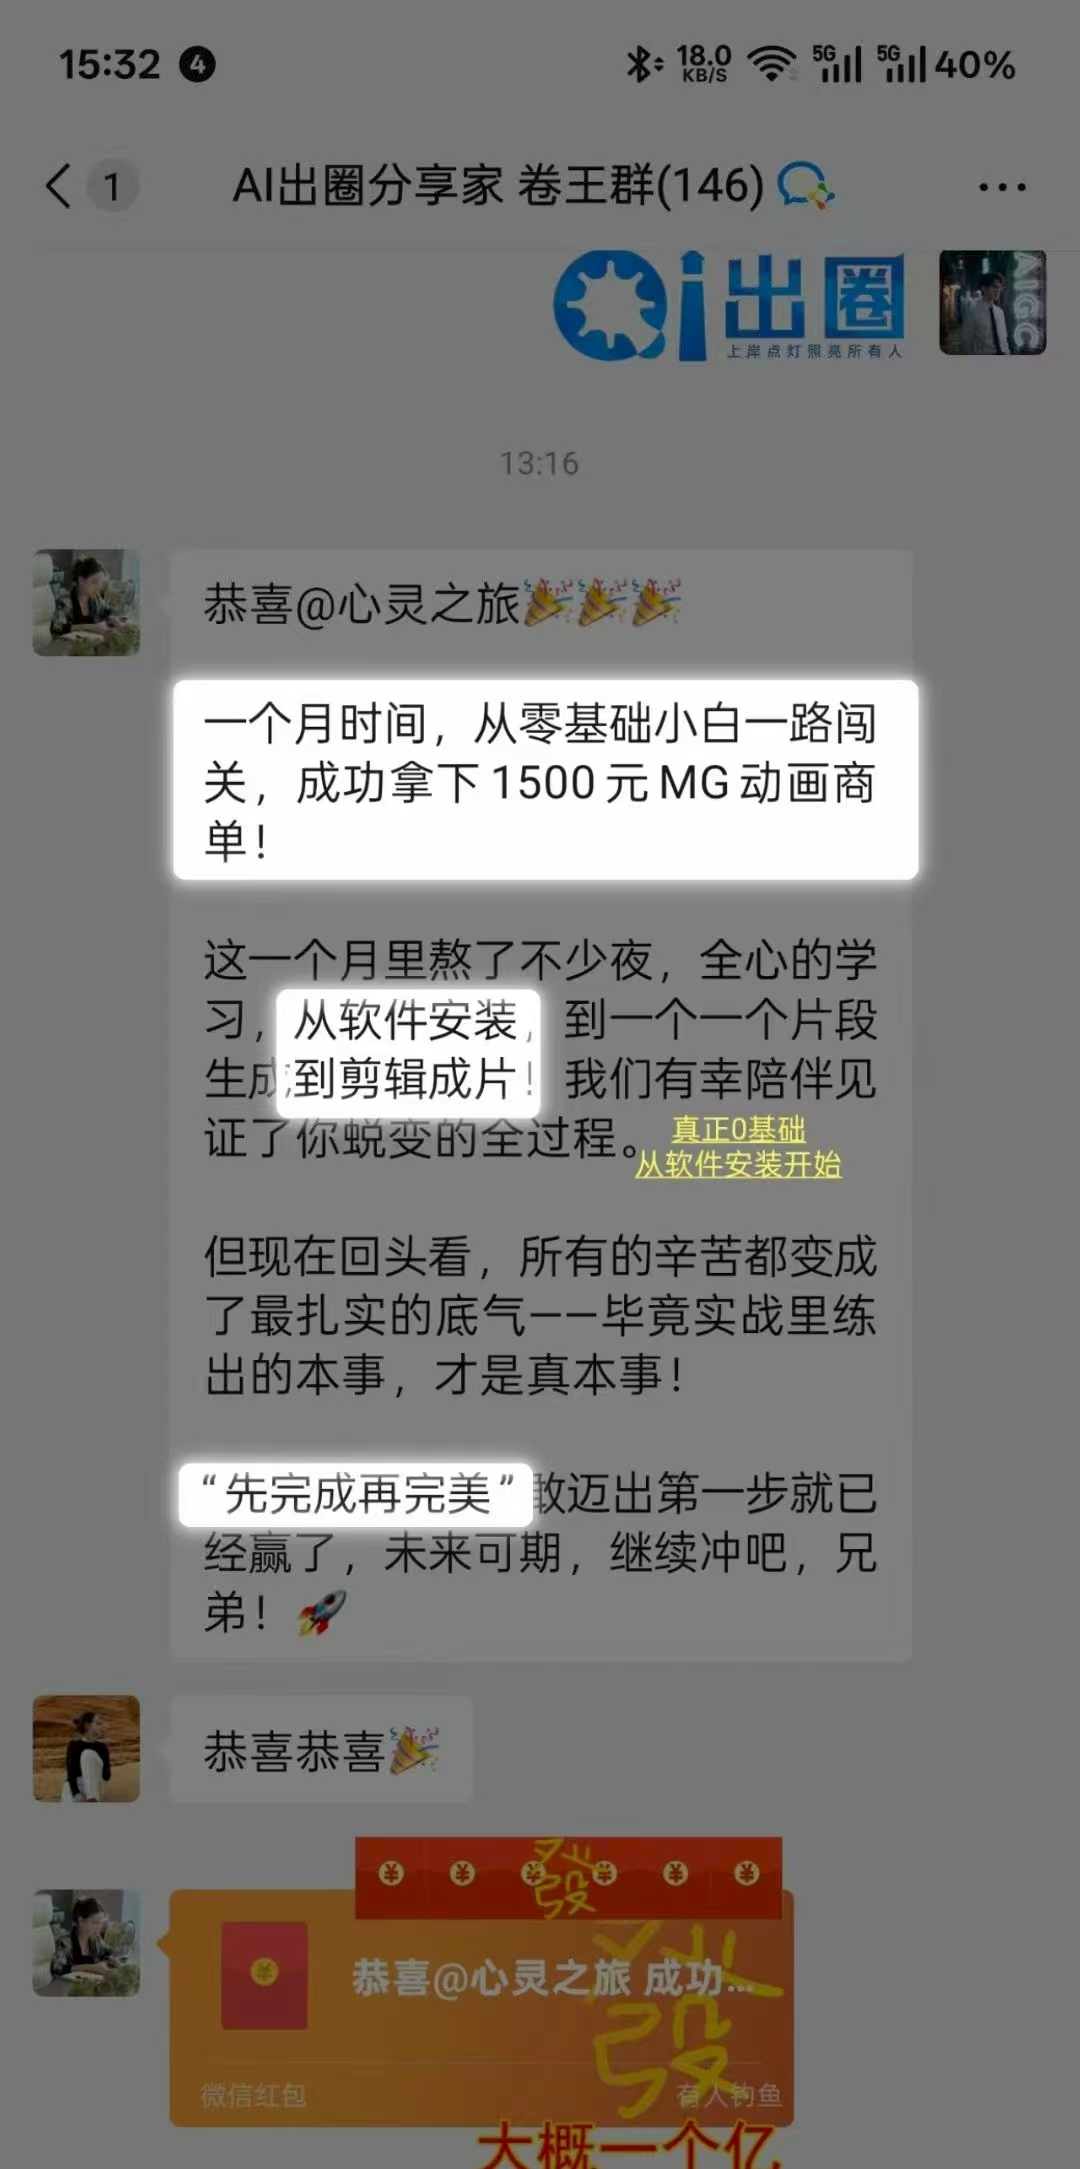 15:32 4 18.0 KB/S 5G 5G 40%
1 AI出圈分享家 卷王群(146) ...
Qi出圈
上岸点灯照亮所有人
AIGC
13:16
恭喜@心灵之旅🎉🎉🎉
一个月时间，从零基础小白一路闯
关，成功拿下1500元MG动画商
单！
这一个月里熬了不少夜，全心的学
习，从软件安装，到一个一个片段
生成到剪辑成片！我们有幸陪伴见
证了你蜕变的全过程。
真正0基础
从软件安装开始
但现在回头看，所有的辛苦都变成
了最扎实的底气——毕竟实战里练
出的本事，才是真本事！
“先完成再完美”敢迈出第一步就已
经赢了，未来可期，继续冲吧，兄
弟！🚀
恭喜恭喜🎉
發
恭喜@心灵之旅 成功...
發
微信红包 有人钓鱼
大概一个亿